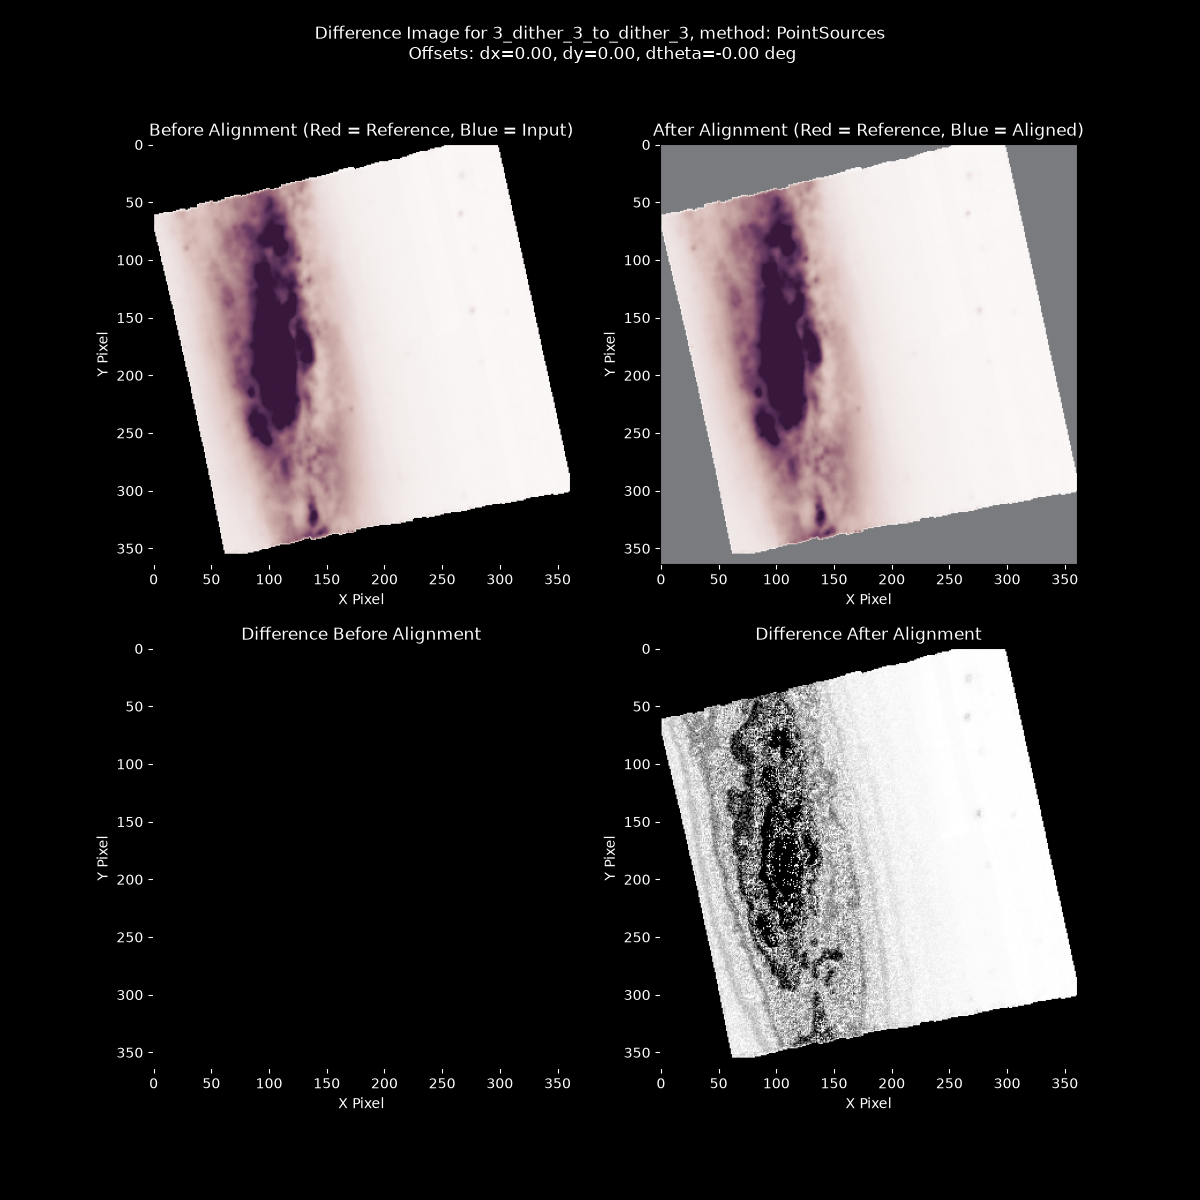 Difference Image for 3_dither_3_to_dither_3, method: PointSources
Offsets: dx=0.00, dy=0.00, dtheta=-0.00 deg
Before Alignment (Red = Reference, Blue = Input)
0
50
100
150
200
250
300
350
Y Pixel
0 50 100 150 200 250 300 350
X Pixel
After Alignment (Red = Reference, Blue = Aligned)
0
50
100
150
200
250
300
350
Y Pixel
0 50 100 150 200 250 300 350
X Pixel
Difference Before Alignment
0
50
100
150
200
250
300
350
Y Pixel
0 50 100 150 200 250 300 350
X Pixel
Difference After Alignment
0
50
100
150
200
250
300
350
Y Pixel
0 50 100 150 200 250 300 350
X Pixel